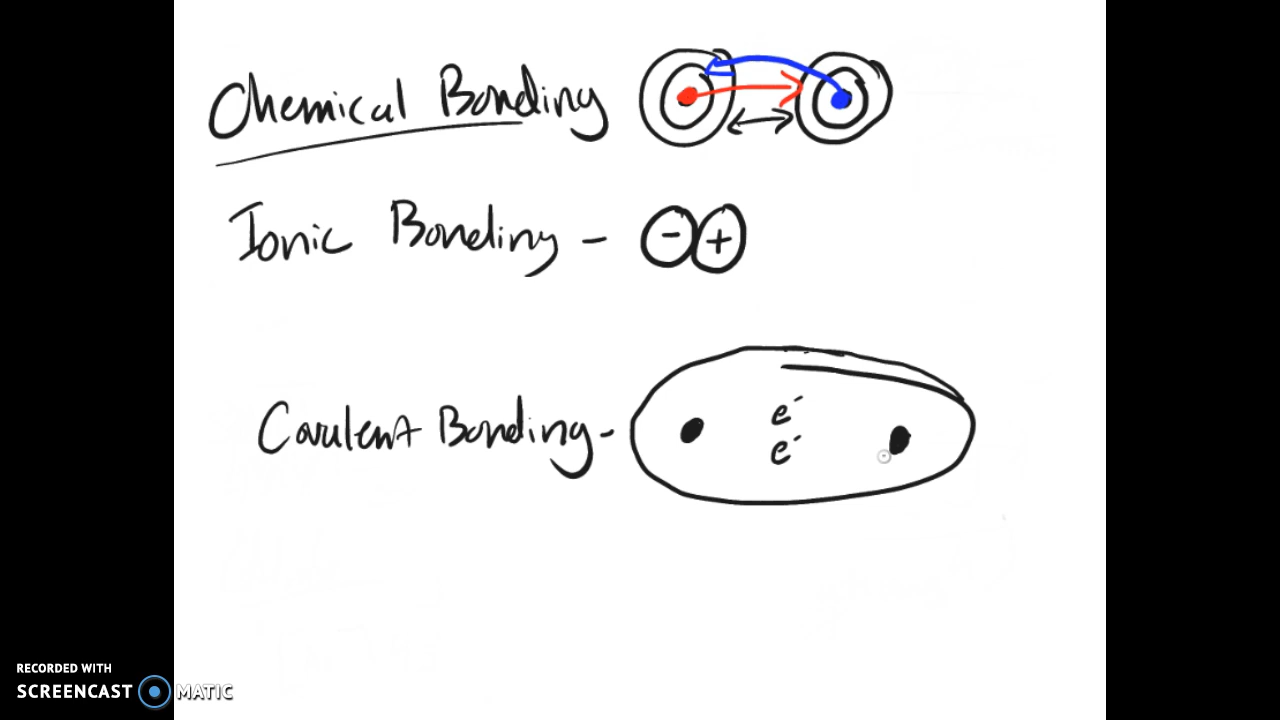 Chemical Bonding
Ionic Bonding - - +
Covalent Bonding -
e-
e-
RECORDED WITH
SCREENCAST MATIC